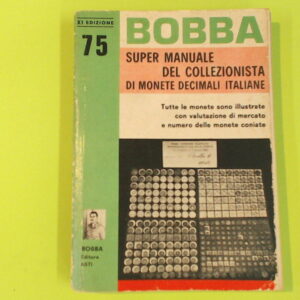 XI EDIZIONE
75
BOBBA
SUPER MANUALE
DEL COLLEZIONISTA
DI MONETE DECIMALI ITALIANE
Tutte le monete sono illustrate
con valutazione di mercato
e numero delle monete coniate
BOBBA
Editore
ASTI